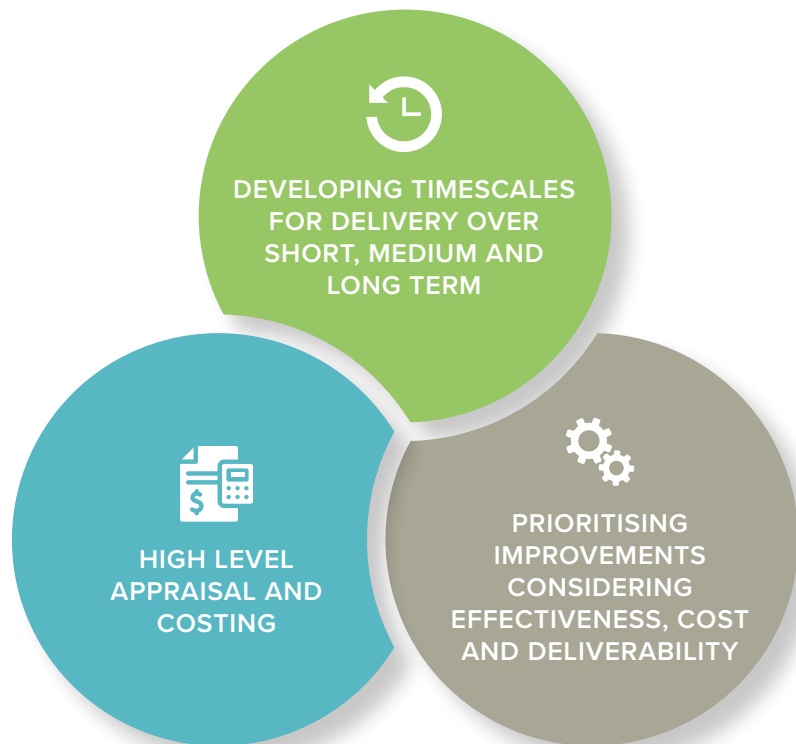 DEVELOPING TIMESCALES
FOR DELIVERY OVER
SHORT, MEDIUM AND
LONG TERM
$
HIGH LEVEL
APPRAISAL AND
COSTING
PRIORITISING
IMPROVEMENTS
CONSIDERING
EFFECTIVENESS, COST
AND DELIVERABILITY